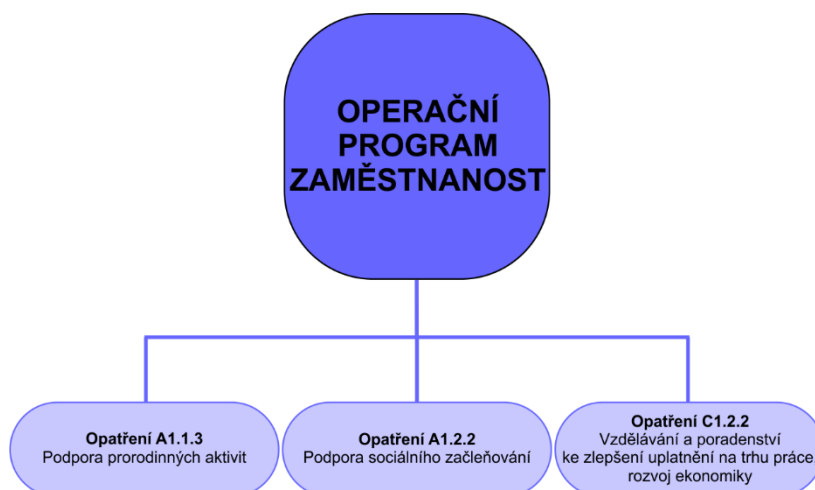 OPERAČNÍ
PROGRAM
ZAMĚSTNANOST
Opatření A1.1.3
Podpora prorodinných aktivit
Opatření A1.2.2
Podpora sociálního začleňování
Opatření C1.2.2
Vzdělávání a poradenství
ke zlepšení uplatnění na trhu práce,
rozvoj ekonomiky